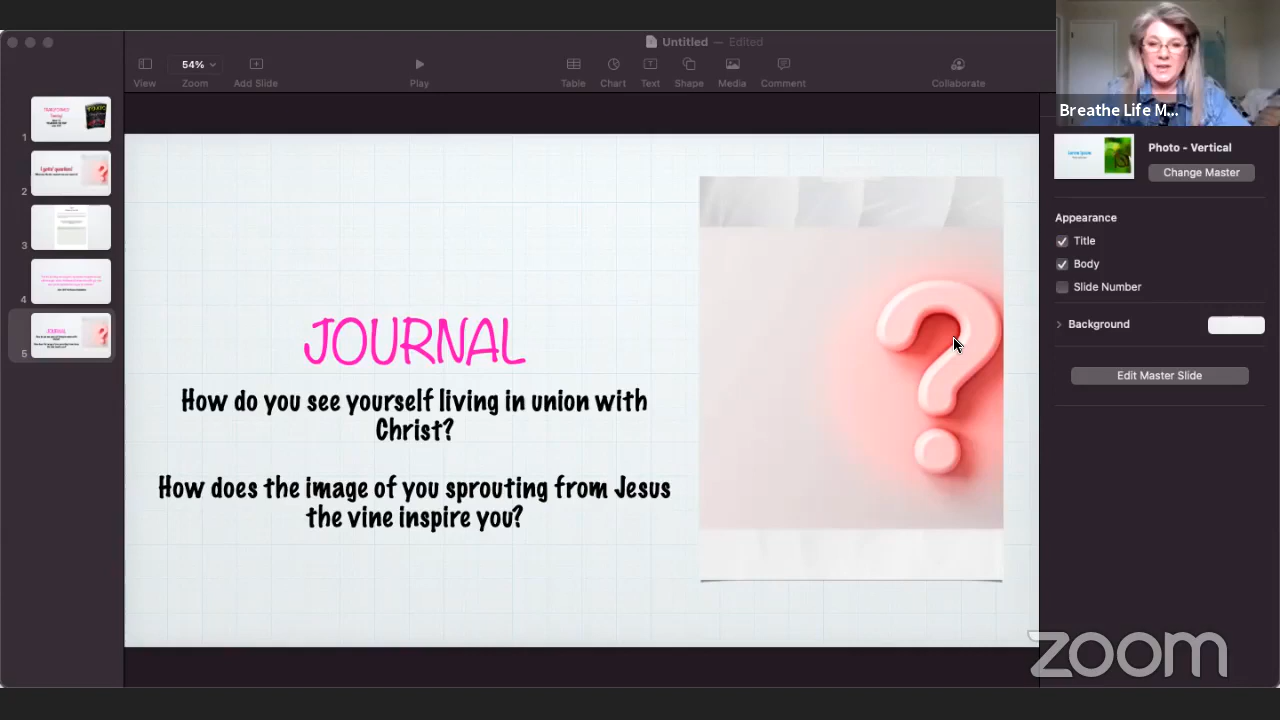 Untitled — Edited
54%
View
Zoom
Add Slide
Play
Table
Chart
Text
Shape
Media
Comment
Collaborate
Breathe Life M...
1
2
3
4
5
JOURNAL
How do you see yourself living in union with
Christ?
How does the image of you sprouting from Jesus
the vine inspire you?
?
Photo - Vertical
Change Master
Appearance
Title
Body
Slide Number
Background
Edit Master Slide
zoom